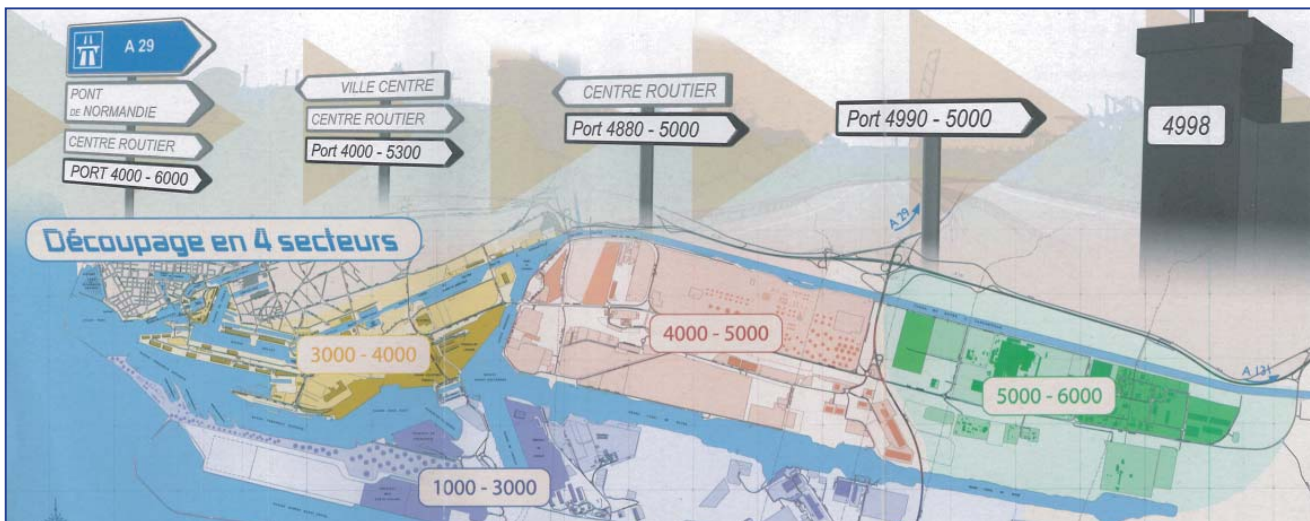 A 29
PONT
DE NORMANDIE
CENTRE ROUTIER
PORT 4000 - 6000
VILLE CENTRE
CENTRE ROUTIER
Port 4000 - 5300
CENTRE ROUTIER
Port 4880 - 5000
Port 4990 - 5000
4998
Découpage en 4 secteurs
A 29
3000 - 4000
4000 - 5000
5000 - 6000
A 131
1000 - 3000